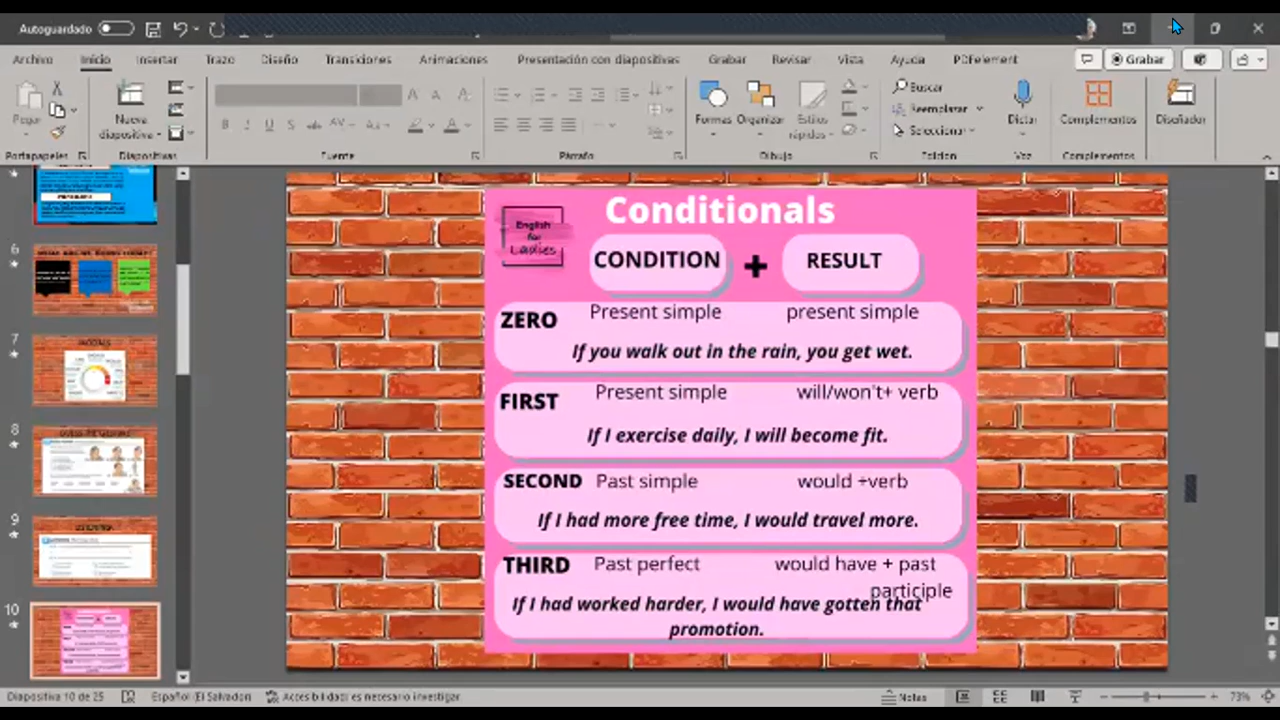 Autoguardado
Archivo Inicio Insertar Trazo Diseño Transiciones Animaciones Presentación con diapositivas Grabar Revisar Vista Ayuda PDFelement Grabar
Pegar
Nueva
diapositiva
Formas Organizar Estilos
rápidos
Buscar
Reemplazar
Seleccionar
Dictar
Complementos
Diseñador
Portapapeles Diapositivas Fuente Párrafo Dibujo Edición Voz Complementos
6
7
8
9
10
Conditionals
English
for
Ladies
CONDITION + RESULT
ZERO Present simple present simple
If you walk out in the rain, you get wet.
FIRST Present simple will/won't+ verb
If I exercise daily, I will become fit.
SECOND Past simple would +verb
If I had more free time, I would travel more.
THIRD Past perfect would have + past
participle
If I had worked harder, I would have gotten that
promotion.
Diapositiva 10 de 25 Español (El Salvador) Accesibilidad: es necesario investigar Notas 73%